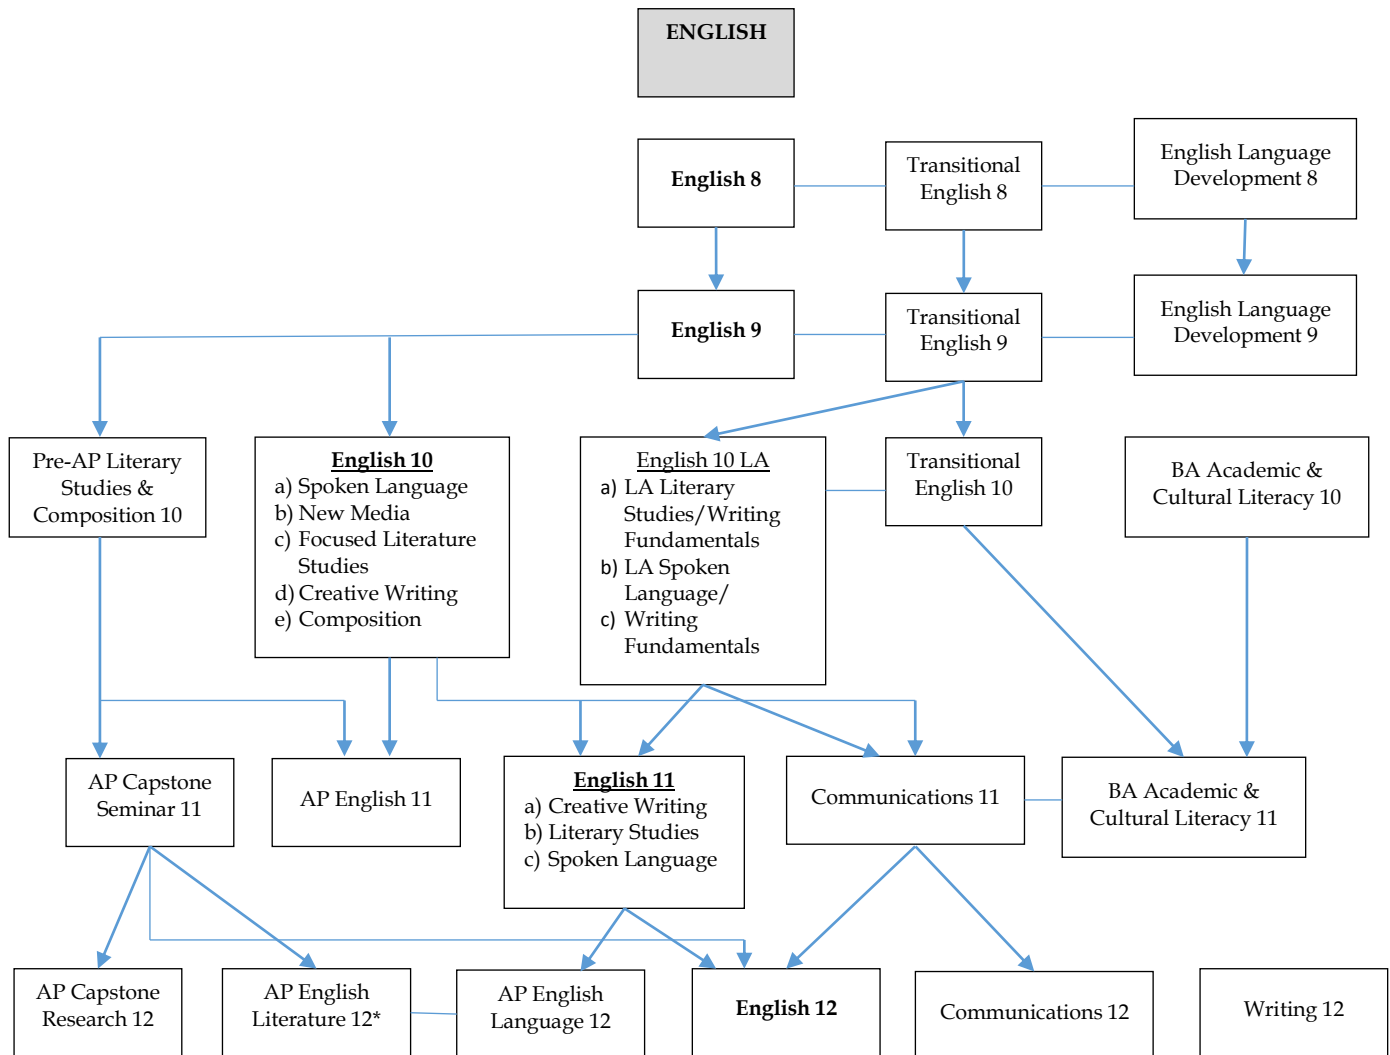 ENGLISH
English 8
Transitional
English 8
English Language
Development 8
English 9
Transitional
English 9
English Language
Development 9
Pre-AP Literary
Studies &
Composition 10
English 10
a) Spoken Language
b) New Media
c) Focused Literature
Studies
d) Creative Writing
e) Composition
English 10 LA
a) LA Literary
Studies/Writing
Fundamentals
b) LA Spoken
Language/
c) Writing
Fundamentals
Transitional
English 10
BA Academic &
Cultural Literacy 10
AP Capstone
Seminar 11
AP English 11
English 11
a) Creative Writing
b) Literary Studies
c) Spoken Language
Communications 11
BA Academic &
Cultural Literacy 11
AP Capstone
Research 12
AP English
Literature 12*
AP English
Language 12
English 12
Communications 12
Writing 12